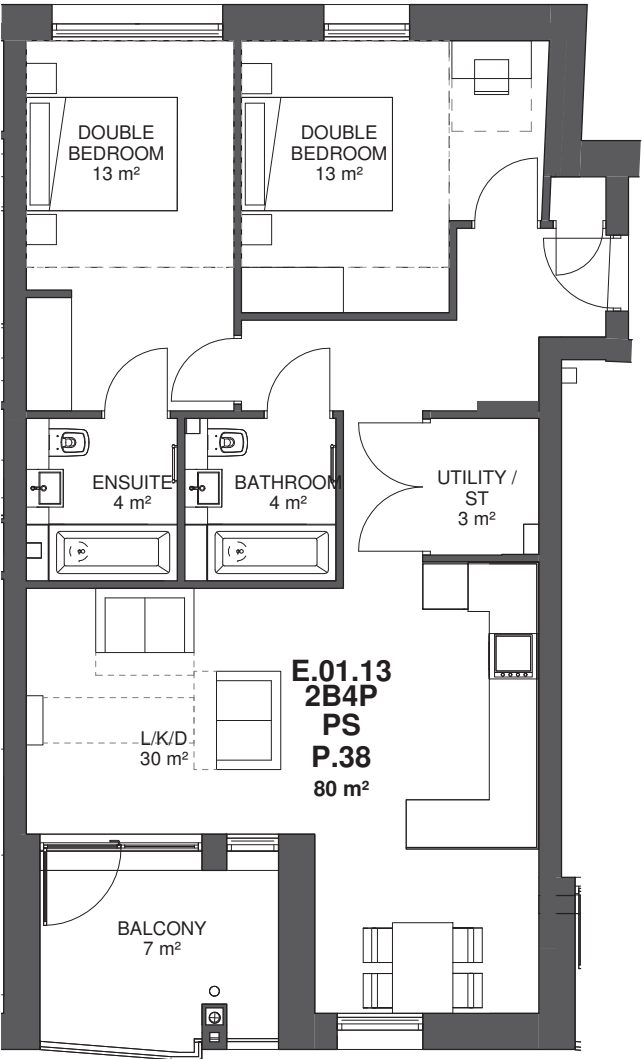 DOUBLE
BEDROOM
13 m²
DOUBLE
BEDROOM
13 m²
ENSUITE
4 m²
BATHROOM
4 m²
UTILITY /
ST
3 m²
E.01.13
2B4P
PS
P.38
80 m²
L/K/D
30 m²
BALCONY
7 m²